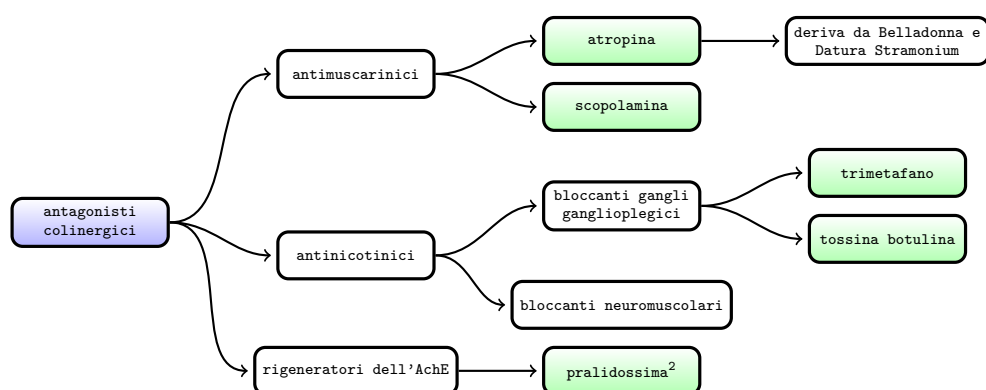 antimuscarinici
atropina
deriva da Belladonna e
Datura Stramonium
scopolamina
antagonisti
colinergici
antinicotinici
bloccanti gangli
ganglioplegici
trimetafano
tossina botulina
bloccanti neuromuscolari
rigeneratori dell'AchE
pralidossima²